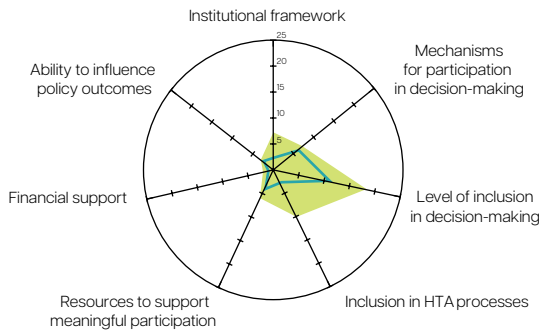 Institutional framework
25
20
15
10
5
Mechanisms
for participation
in decision-making
Level of inclusion
in decision-making
Inclusion in HTA processes
Resources to support
meaningful participation
Financial support
Ability to influence
policy outcomes